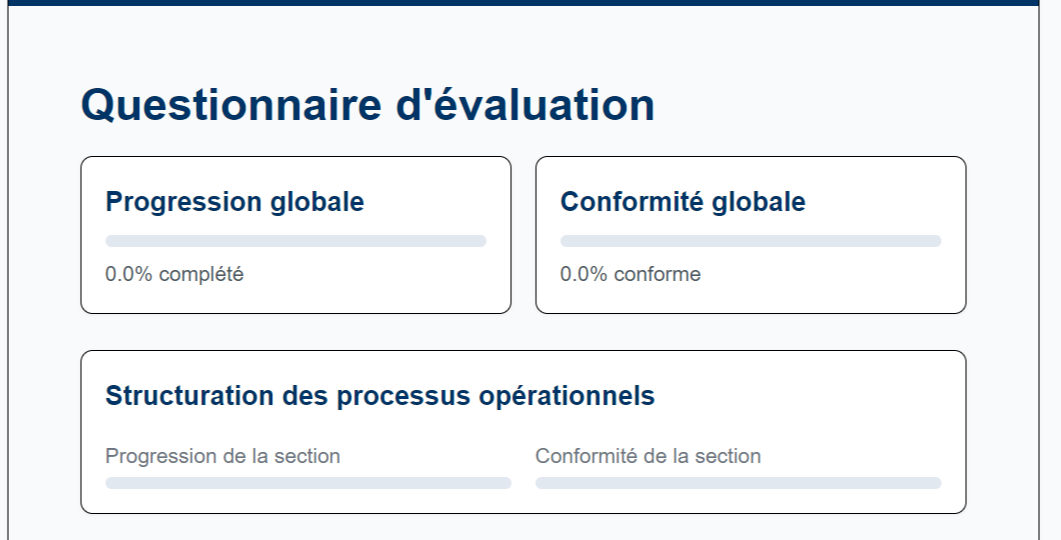 Questionnaire d'évaluation
Progression globale
0.0% complété
Conformité globale
0.0% conforme
Structuration des processus opérationnels
Progression de la section
Conformité de la section